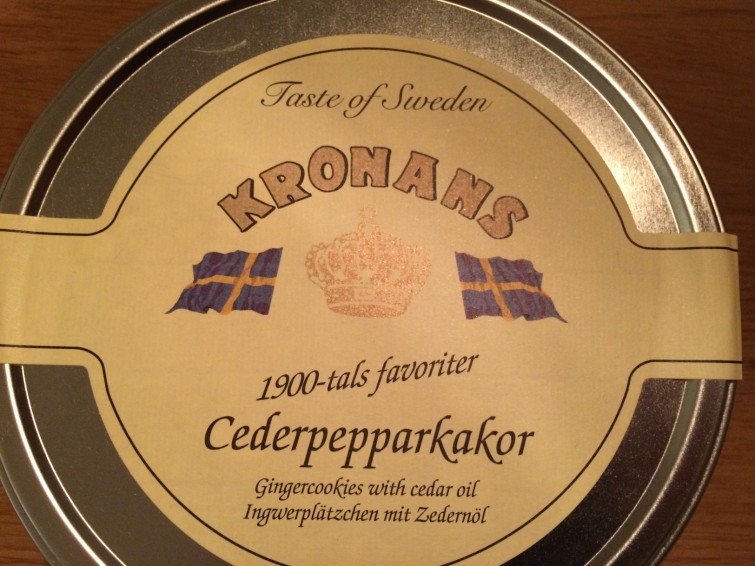 Taste of Sweden
KRONANS
1900-tals favoriter
Cederpepparkakor
Gingercookies with cedar oil
Ingwerplätzchen mit Zedernöl